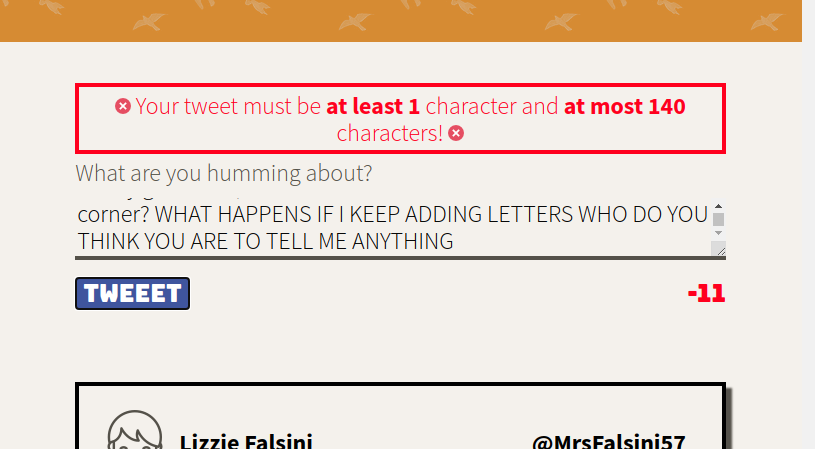 Your tweet must be at least 1 character and at most 140
characters!
What are you humming about?
corner? WHAT HAPPENS IF I KEEP ADDING LETTERS WHO DO YOU
THINK YOU ARE TO TELL ME ANYTHING
TWEEET
-11
Lizzie Falsini
@MrsFalsini57